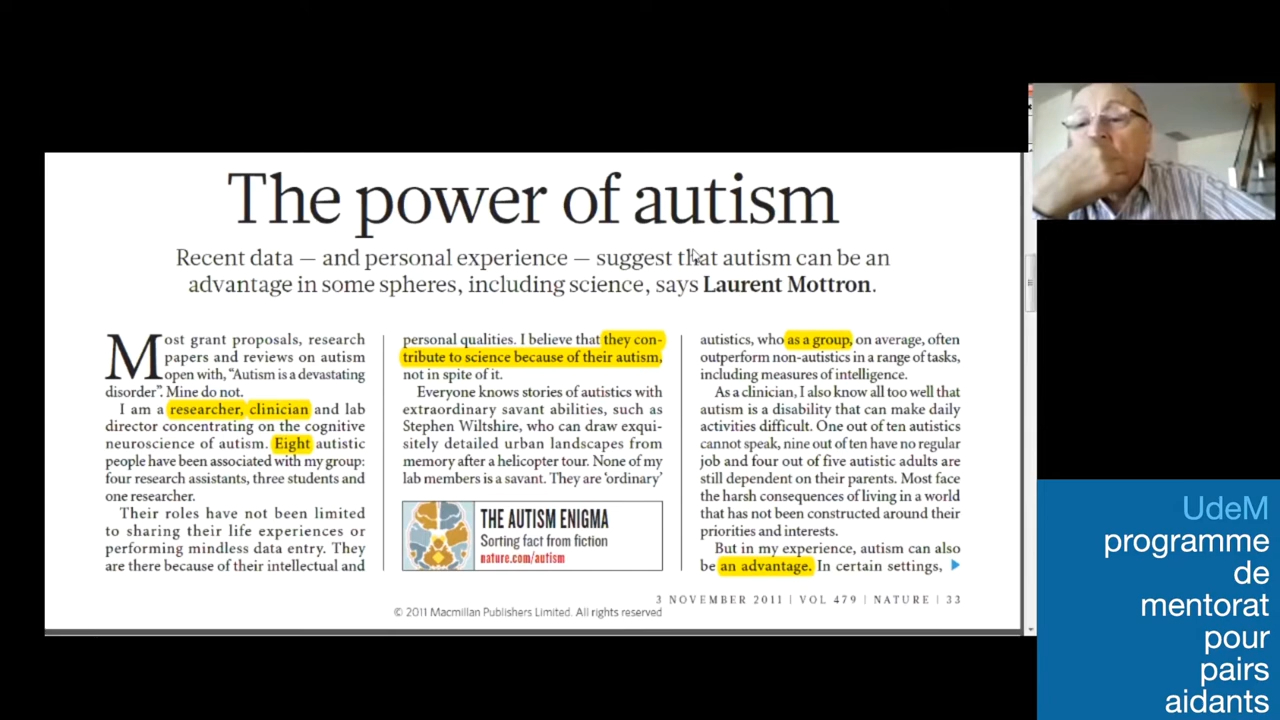 The power of autism
Recent data — and personal experience — suggest that autism can be an
advantage in some spheres, including science, says Laurent Mottron.
Most grant proposals, research
papers and reviews on autism
open with, “Autism is a devastating
disorder”. Mine do not.
I am a researcher, clinician and lab
director concentrating on the cognitive
neuroscience of autism. Eight autistic
people have been associated with my group:
four research assistants, three students and
one researcher.
Their roles have not been limited
to sharing their life experiences or
performing mindless data entry. They
are there because of their intellectual and
personal qualities. I believe that they con-
tribute to science because of their autism,
not in spite of it.
Everyone knows stories of autistics with
extraordinary savant abilities, such as
Stephen Wiltshire, who can draw exqui-
sitely detailed urban landscapes from
memory after a helicopter tour. None of my
lab members is a savant. They are ‘ordinary’
THE AUTISM ENIGMA
Sorting fact from fiction
nature.com/autism
autistics, who as a group, on average, often
outperform non-autistics in a range of tasks,
including measures of intelligence.
As a clinician, I also know all too well that
autism is a disability that can make daily
activities difficult. One out of ten autistics
cannot speak, nine out of ten have no regular
job and four out of five autistic adults are
still dependent on their parents. Most face
the harsh consequences of living in a world
that has not been constructed around their
priorities and interests.
But in my experience, autism can also
be an advantage. In certain settings,
3 NOVEMBER 2011 | VOL 479 | NATURE | 33
© 2011 Macmillan Publishers Limited. All rights reserved
UdeM
programme
de
mentorat
pour
pairs
aidants